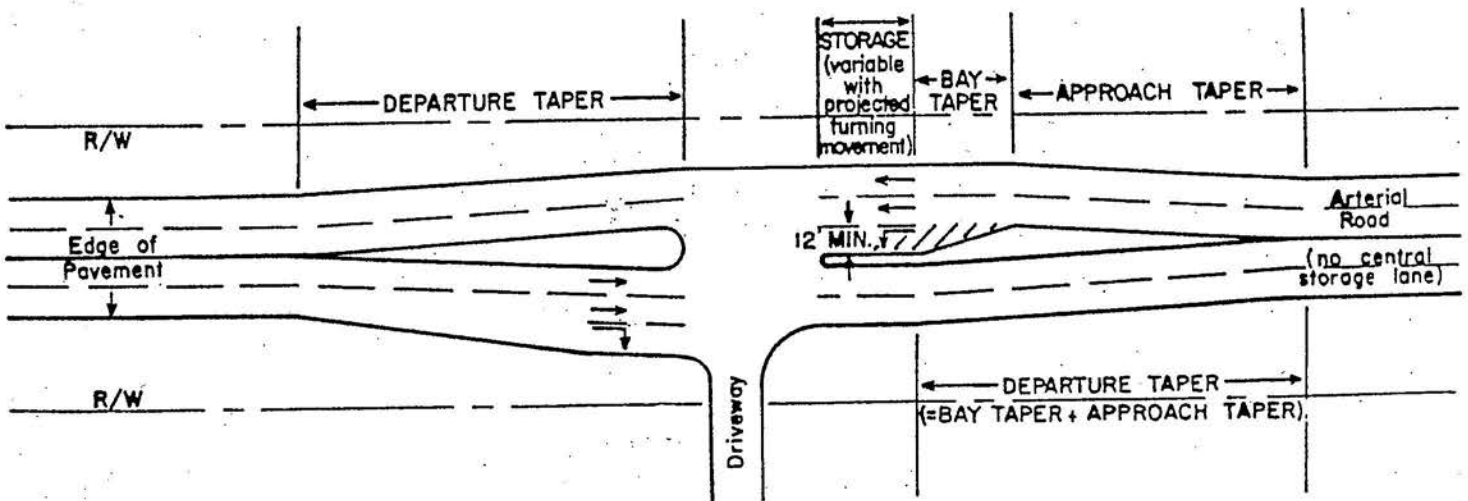 STORAGE
(variable
with
projected
turning
movement)
BAY
TAPER
APPROACH TAPER
DEPARTURE TAPER
R/W
Arterial
Road
12' MIN.
Edge of
Pavement
(no central
storage lane)
R/W
DEPARTURE TAPER
(=BAY TAPER + APPROACH TAPER)
Driveway